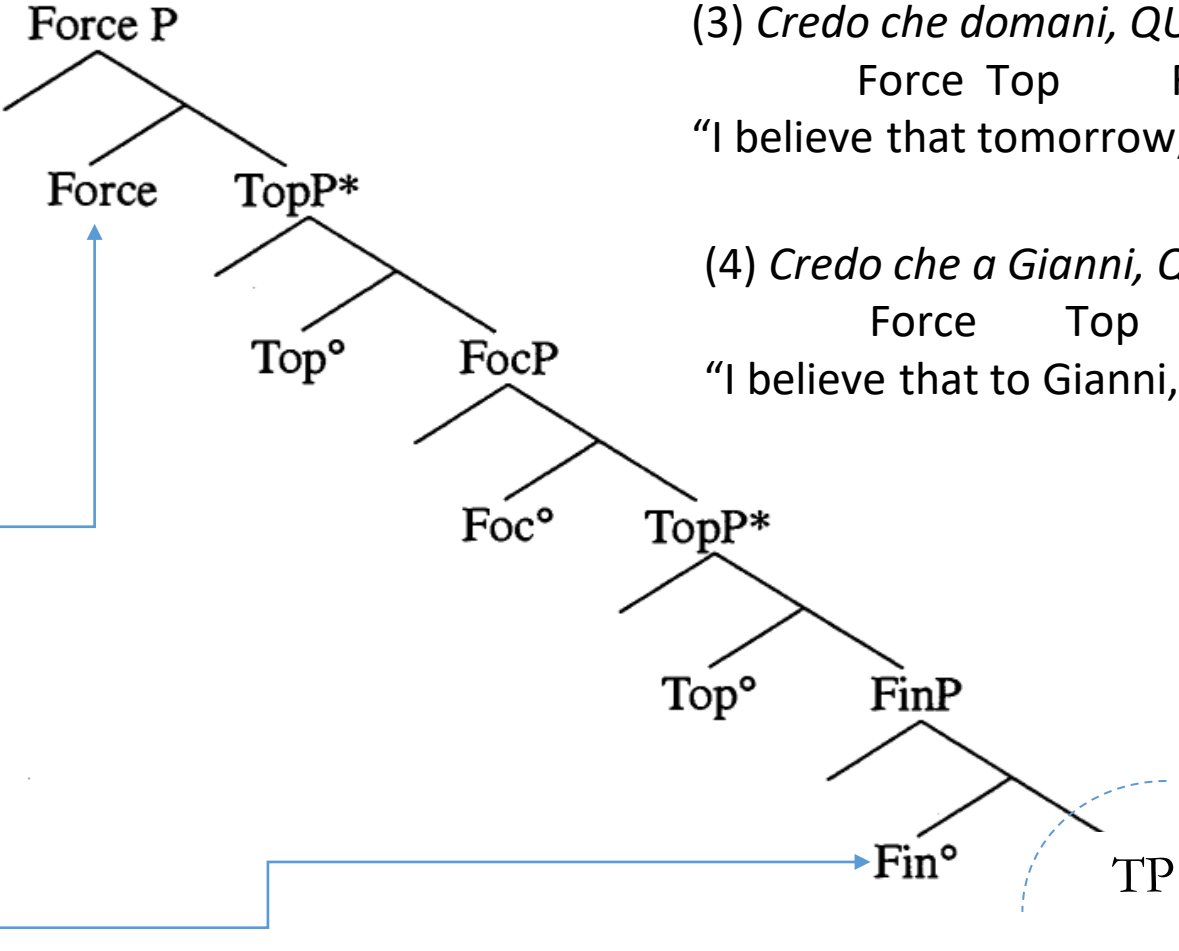 Force P
(3) Credo che domani, QU
Force Top
“I believe that tomorrow,
Force TopP*
(4) Credo che a Gianni,
Force Top
Top° FocP
“I believe that to Gianni,
Foc° TopP*
Top° FinP
Fin° TP